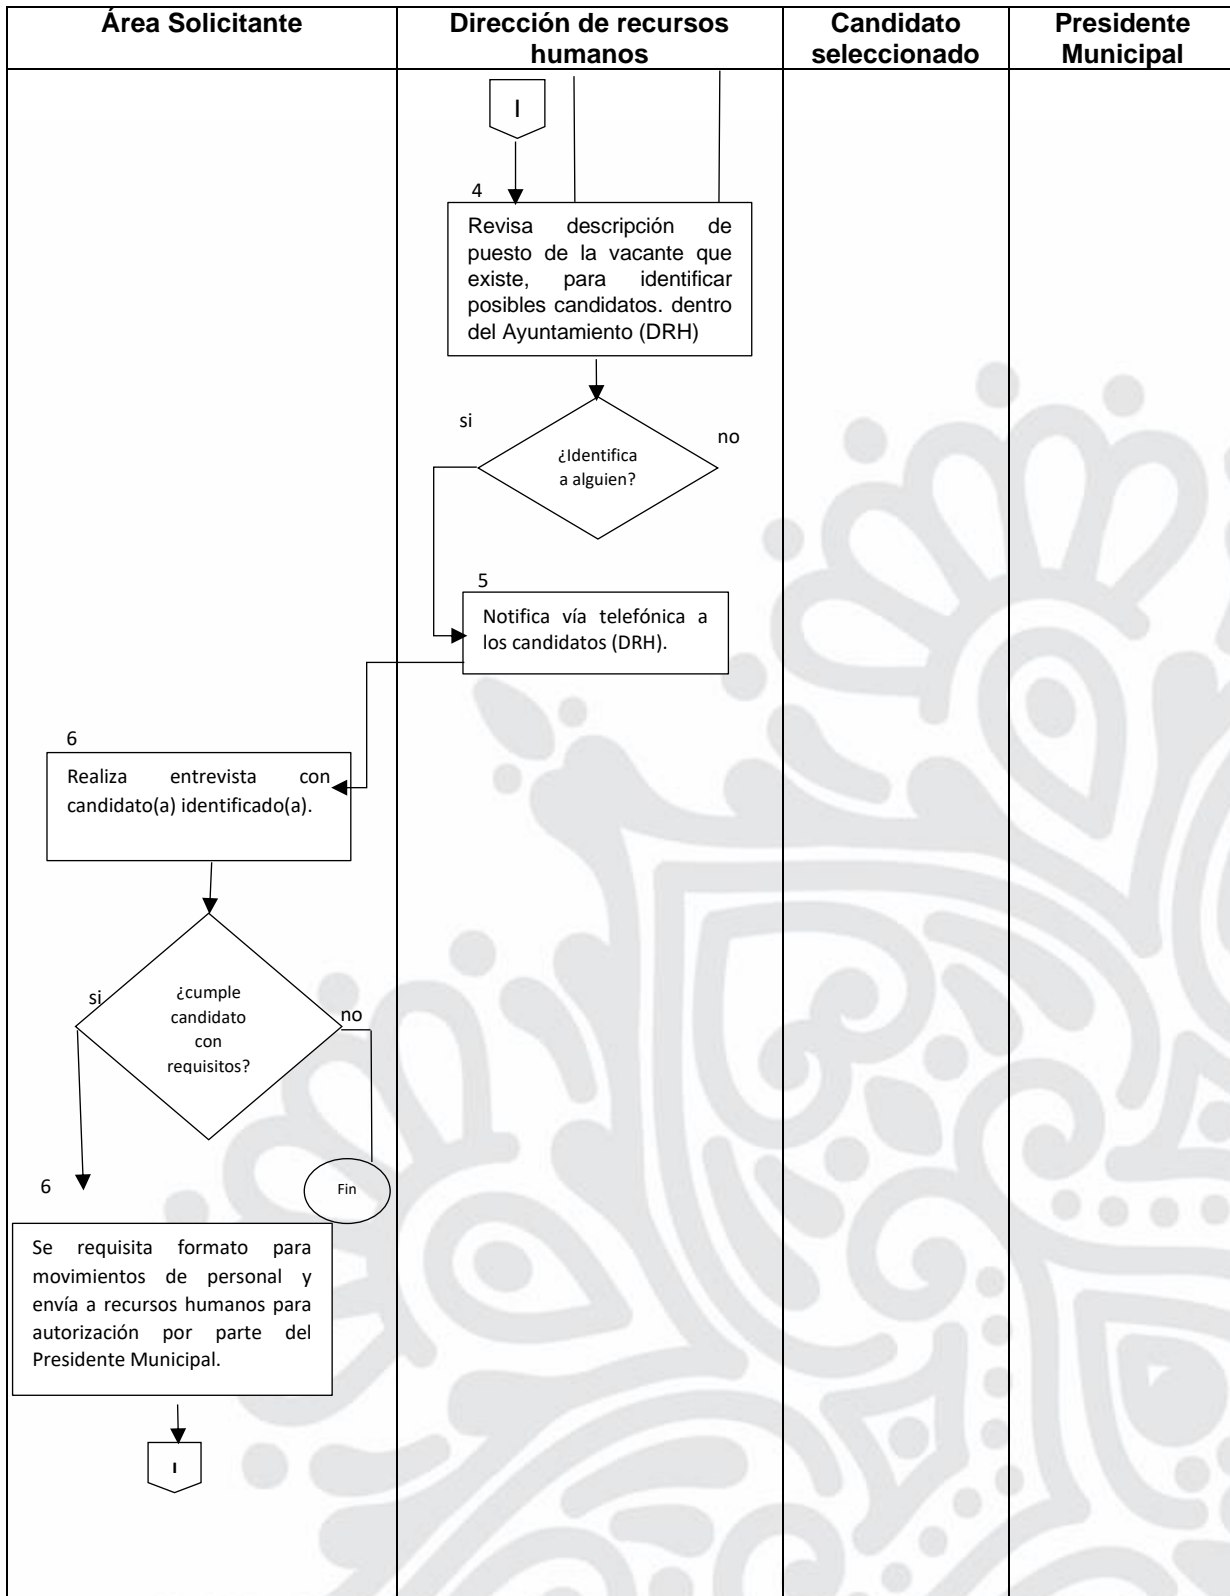 Área Solicitante
Dirección de recursos
humanos
Candidato
seleccionado
Presidente
Municipal
I
4
Revisa descripción de
puesto de la vacante que
existe, para identificar
posibles candidatos. dentro
del Ayuntamiento (DRH)
si
no
¿Identifica
a alguien?
5
Notifica vía telefónica a
los candidatos (DRH).
6
Realiza entrevista con
candidato(a) identificado(a).
si
no
¿cumple
candidato
con
requisitos?
6
Fin
Se requisita formato para
movimientos de personal y
envía a recursos humanos para
autorización por parte del
Presidente Municipal.
I